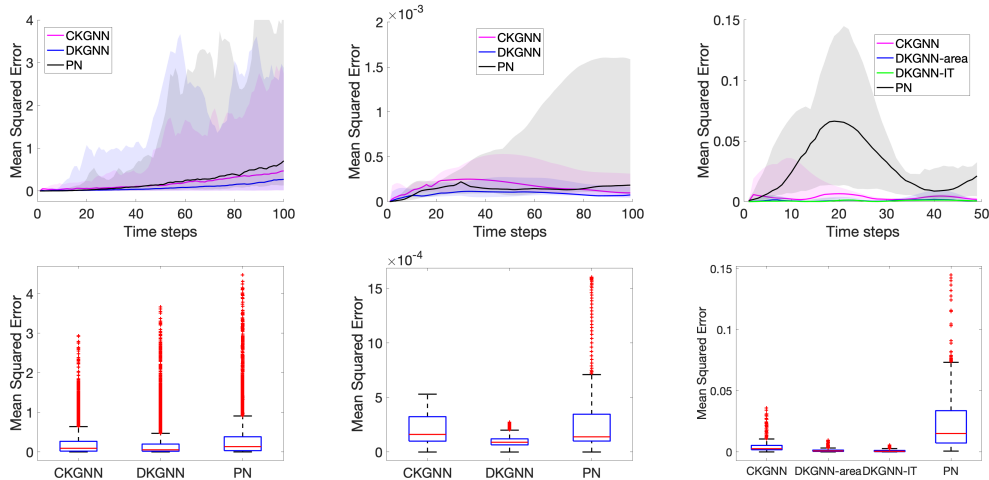 4
3
2
1
0
Mean Squared Error
CKGNN
DKGNN
PN
0 20 40 60 80 100
Time steps
×10⁻³
2
1.5
1
0.5
0
Mean Squared Error
CKGNN
DKGNN
PN
0 20 40 60 80 100
Time steps
0.15
0.1
0.05
0
Mean Squared Error
CKGNN
DKGNN-area
DKGNN-IT
PN
0 10 20 30 40 50
Time steps
4
3
2
1
0
Mean Squared Error
CKGNN DKGNN PN
×10⁻⁴
15
10
5
0
Mean Squared Error
CKGNN DKGNN PN
0.15
0.1
0.05
0
Mean Squared Error
CKGNN DKGNN-area DKGNN-IT PN